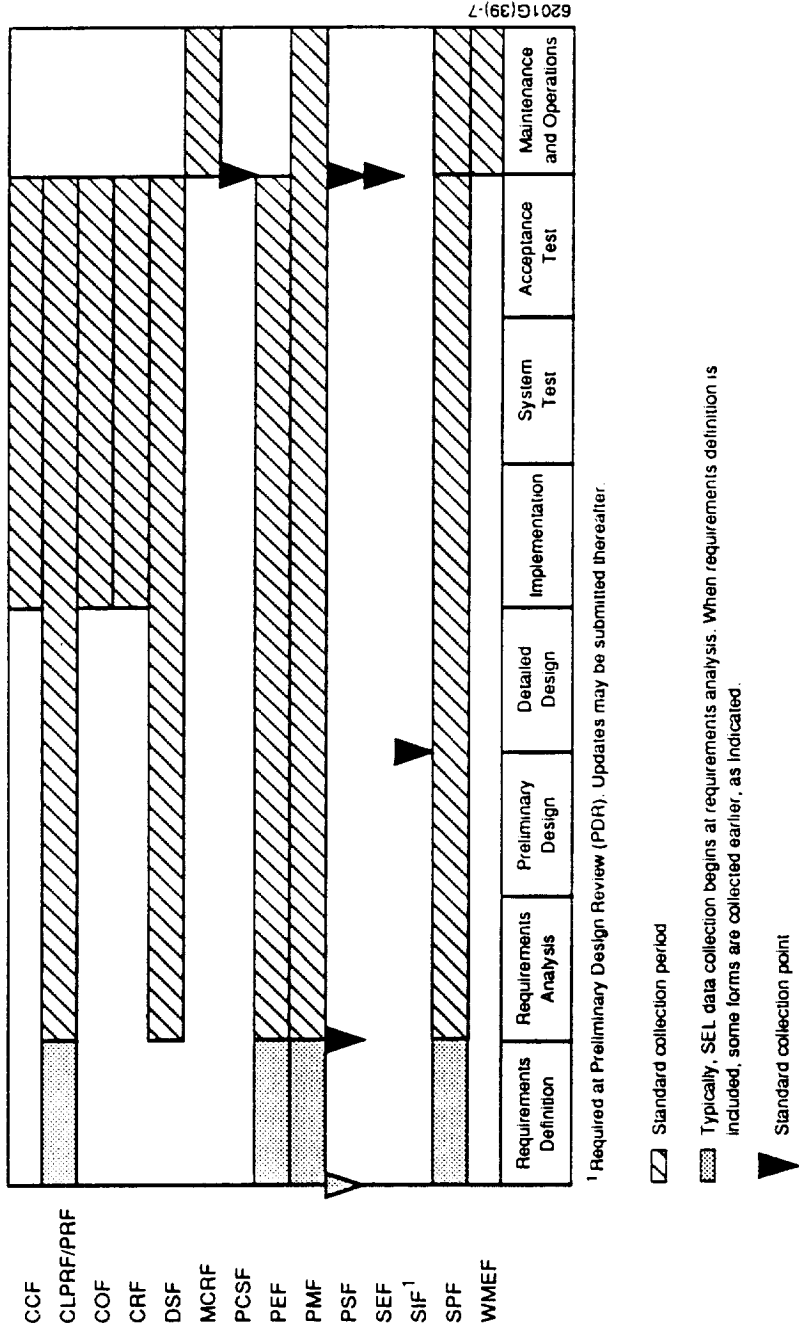 CCF
CLPRF/PRF
COF
CRF
DSF
MCRF
PCSF
PEF
PMF
PSF
SEF
SIF¹
SPF
WMEF
Requirements Definition
Requirements Analysis
Preliminary Design
Detailed Design
Implementation
System Test
Acceptance Test
Maintenance and Operations
6201G(39)-7
¹ Required at Preliminary Design Review (PDR). Updates may be submitted thereafter.
Standard collection period
Typically, SEL data collection begins at requirements analysis. When requirements definition is
included, some forms are collected earlier, as indicated.
Standard collection point